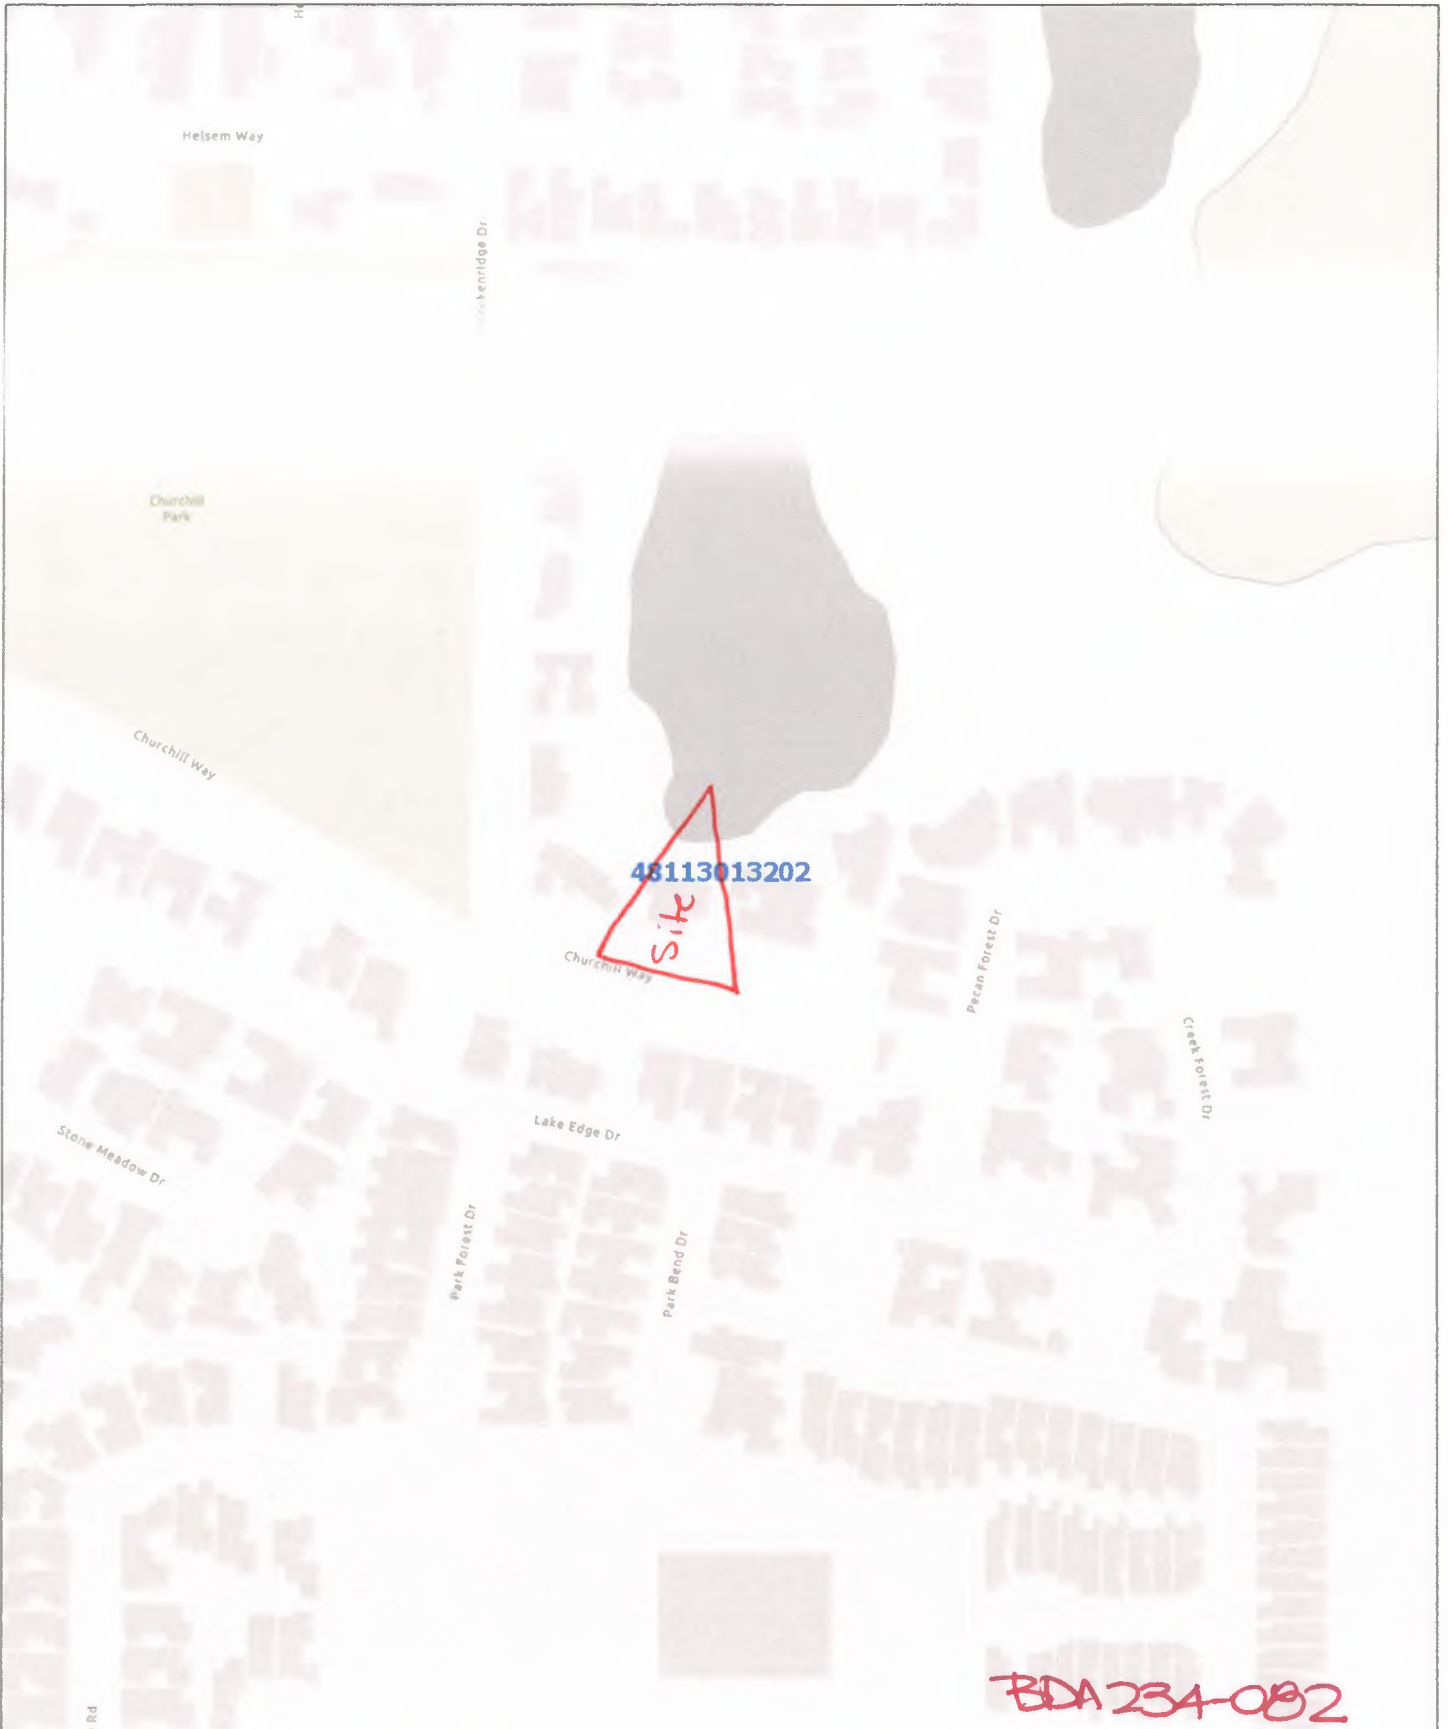 Helsem Way
Churchill
Park
Churchill Way
48113013202
Site
Churchill Way
Pecan Forest Dr
Creek Forest Dr
Lake Edge Dr
Stone Meadow Dr
Park Forest Dr
Park Bend Dr
Rd
BDA234-082